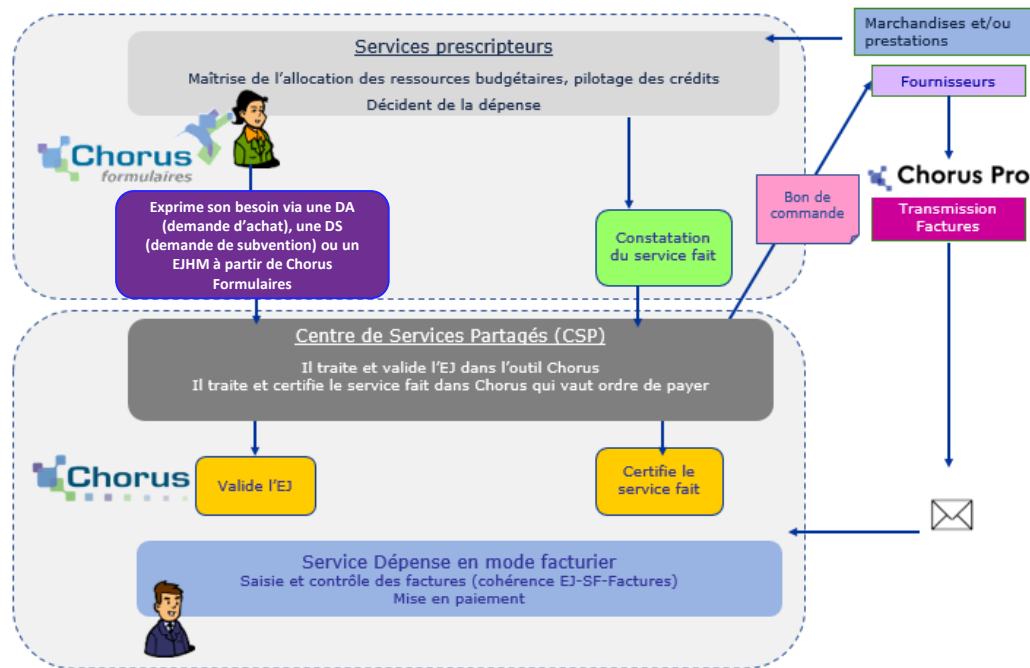 Services prescripteurs
Maîtrise de l'allocation des ressources budgétaires, pilotage des crédits
Décident de la dépense
Marchandises et/ou
prestations
Fournisseurs
Chorus
formulaires
Chorus Pro
Exprime son besoin via une DA
(demande d'achat), une DS
(demande de subvention) ou un
EJHM à partir de Chorus
Formulaires
Constatation
du service fait
Bon de
commande
Transmission
Factures
Centre de Services Partagés (CSP)
Il traite et valide l'EJ dans l'outil Chorus
Il traite et certifie le service fait dans Chorus qui vaut ordre de payer
Chorus
Valide l'EJ
Certifie le
service fait
Service Dépense en mode facturier
Saisie et contrôle des factures (cohérence EJ-SF-Factures)
Mise en paiement